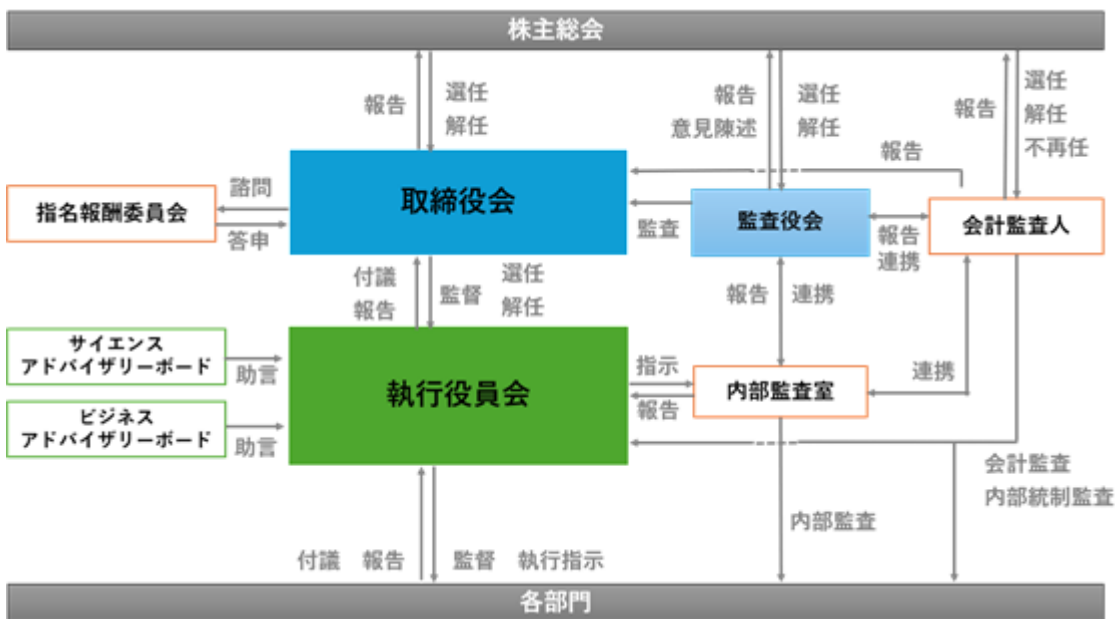 株主総会
報告
選任
解任
報告
意見陳述
選任
解任
報告
選任
解任
不再任
報告
指名報酬委員会
諮問
答申
取締役会
監査
監査役会
報告
連携
会計監査人
付議
報告
監督
選任
解任
報告
連携
サイエンス
アドバイザリーボード
助言
ビジネス
アドバイザリーボード
助言
執行役員会
指示
報告
内部監査室
連携
会計監査
内部統制監査
内部監査
付議 報告
監督 執行指示
各部門